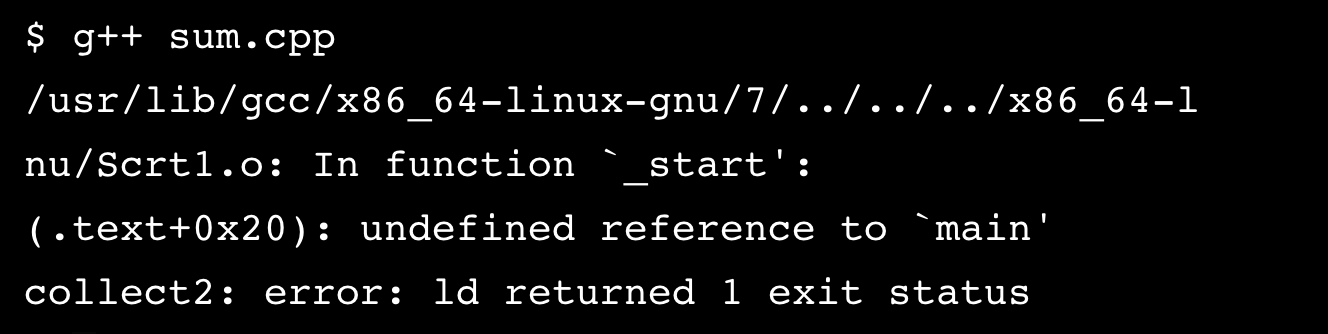 $ g++ sum.cpp
/usr/lib/gcc/x86_64-linux-gnu/7/../../../x86_64-l
nu/Scrt1.o: In function `_start':
(.text+0x20): undefined reference to `main'
collect2: error: ld returned 1 exit status